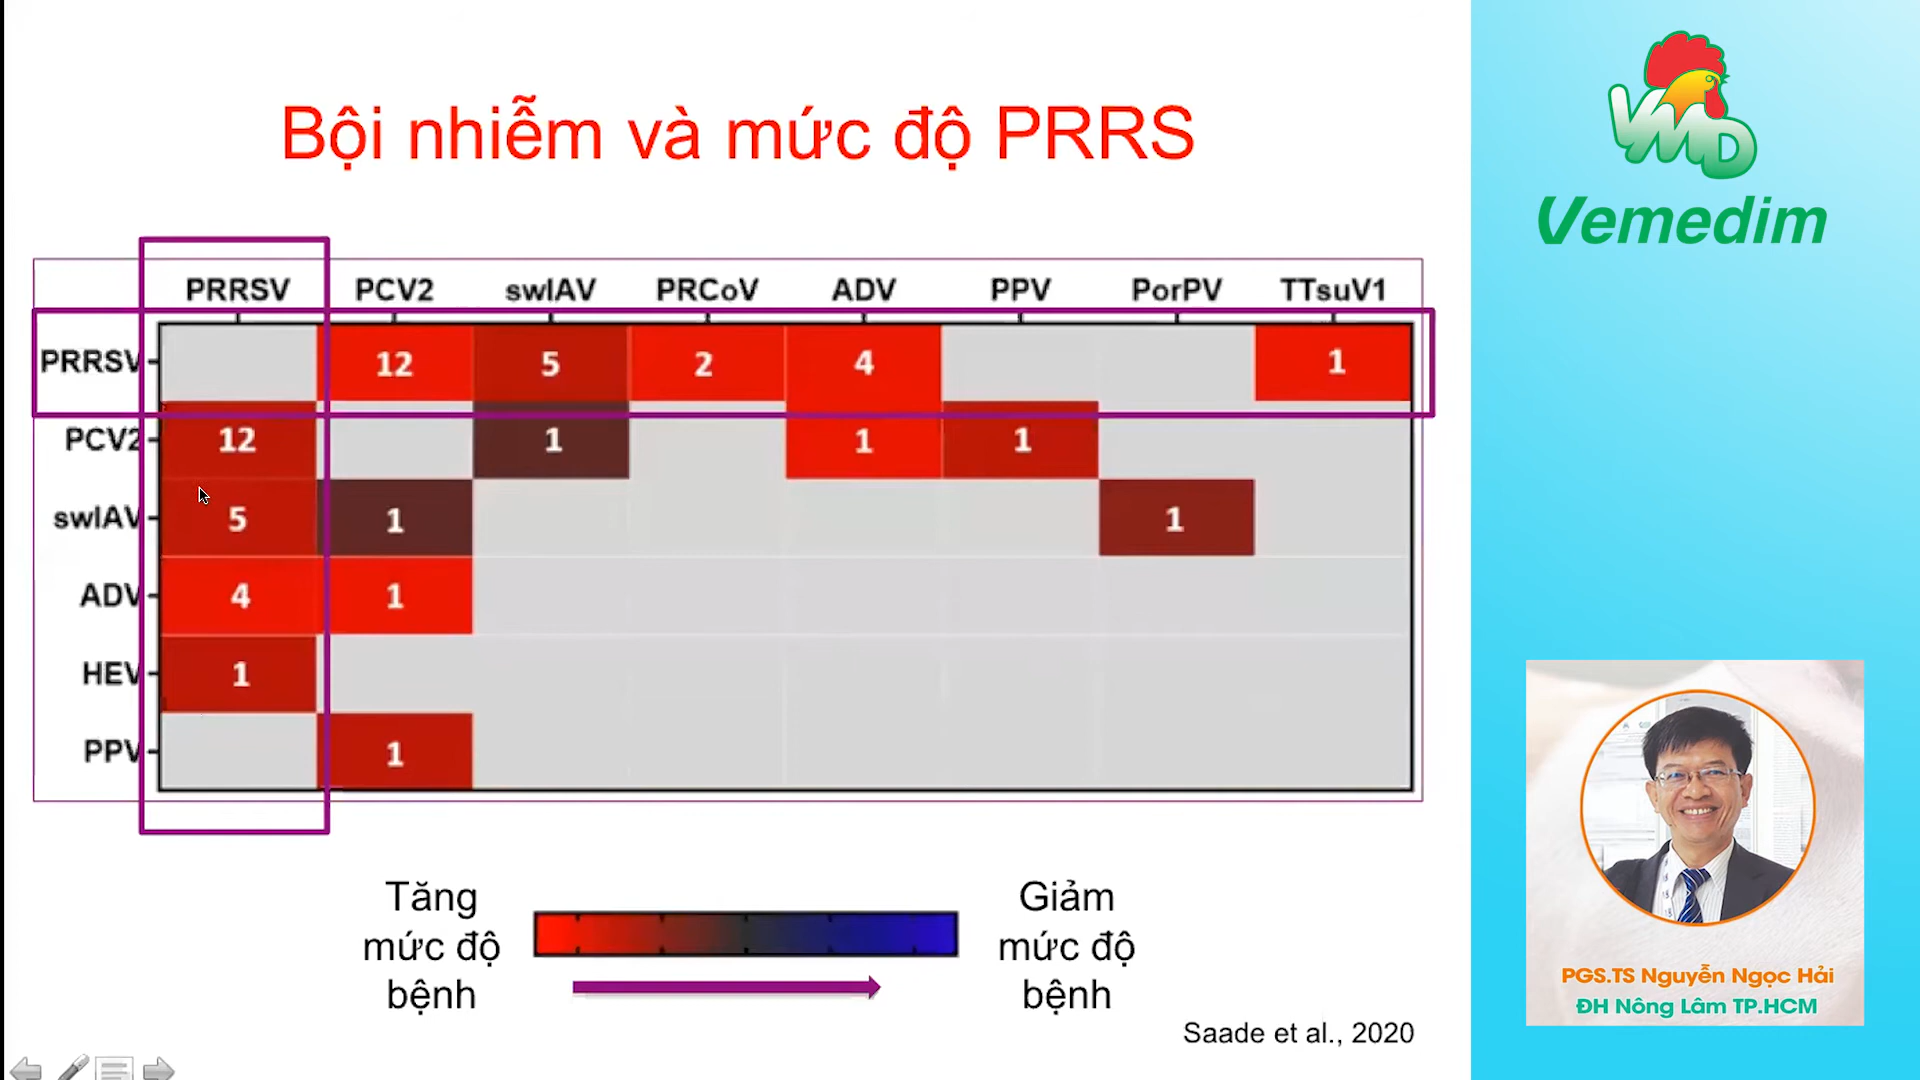 Bội nhiễm và mức độ PRRS
PRRSV PCV2 swIAV PRCoV ADV PPV PorPV TTsuV1
PRRSV 12 5 2 4 1
PCV2 12 1 1 1
swIAV 5 1 1
ADV 4 1
HEV 1
PPV 1
Tăng
mức độ
bệnh
Giảm
mức độ
bệnh
Saade et al., 2020
VMD
Vemedim
PGS.TS Nguyễn Ngọc Hải
ĐH Nông Lâm TP.HCM